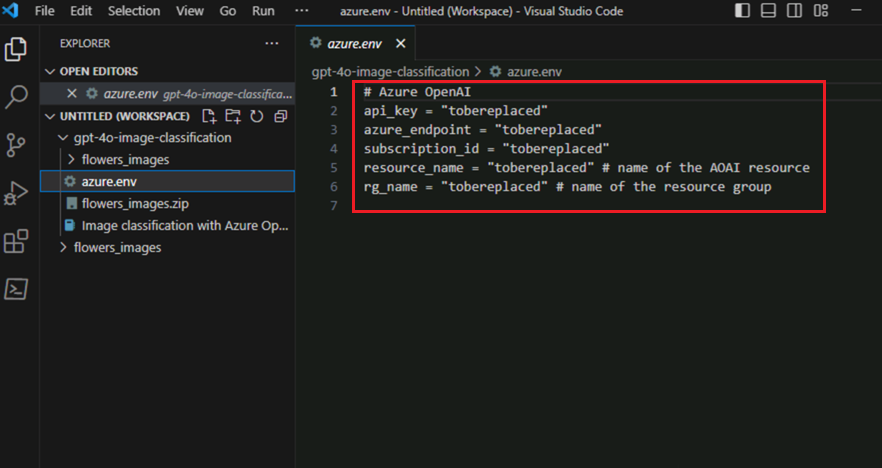 File Edit Selection View Go Run ··· azure.env - Untitled (Workspace) - Visual Studio Code
EXPLORER ···
OPEN EDITORS
azure.env gpt-4o-image-classifica...
UNTITLED (WORKSPACE)
gpt-4o-image-classification
flowers_images
azure.env
flowers_images.zip
Image classification with Azure Op...
flowers_images
azure.env
gpt-4o-image-classification > azure.env
1 # Azure OpenAI
2 api_key = "tobereplaced"
3 azure_endpoint = "tobereplaced"
4 subscription_id = "tobereplaced"
5 resource_name = "tobereplaced" # name of the AOAI resource
6 rg_name = "tobereplaced" # name of the resource group
7